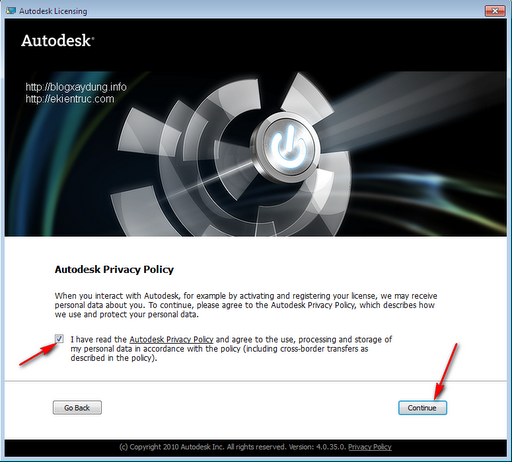 Autodesk Licensing
Autodesk®
http://blogxaydung.info
http://ekientruc.com
Autodesk Privacy Policy
When you interact with Autodesk, for example by activating and registering your license, we may receive
personal data about you. To continue, please agree to the Autodesk Privacy Policy, which describes how
we use and protect your personal data.
I have read the Autodesk Privacy Policy and agree to the use, processing and storage of
my personal data in accordance with the policy (including cross-border transfers as
described in the policy).
Go Back
Continue
(c) Copyright 2010 Autodesk Inc. All rights reserved. Version: 4.0.35.0. Privacy Policy